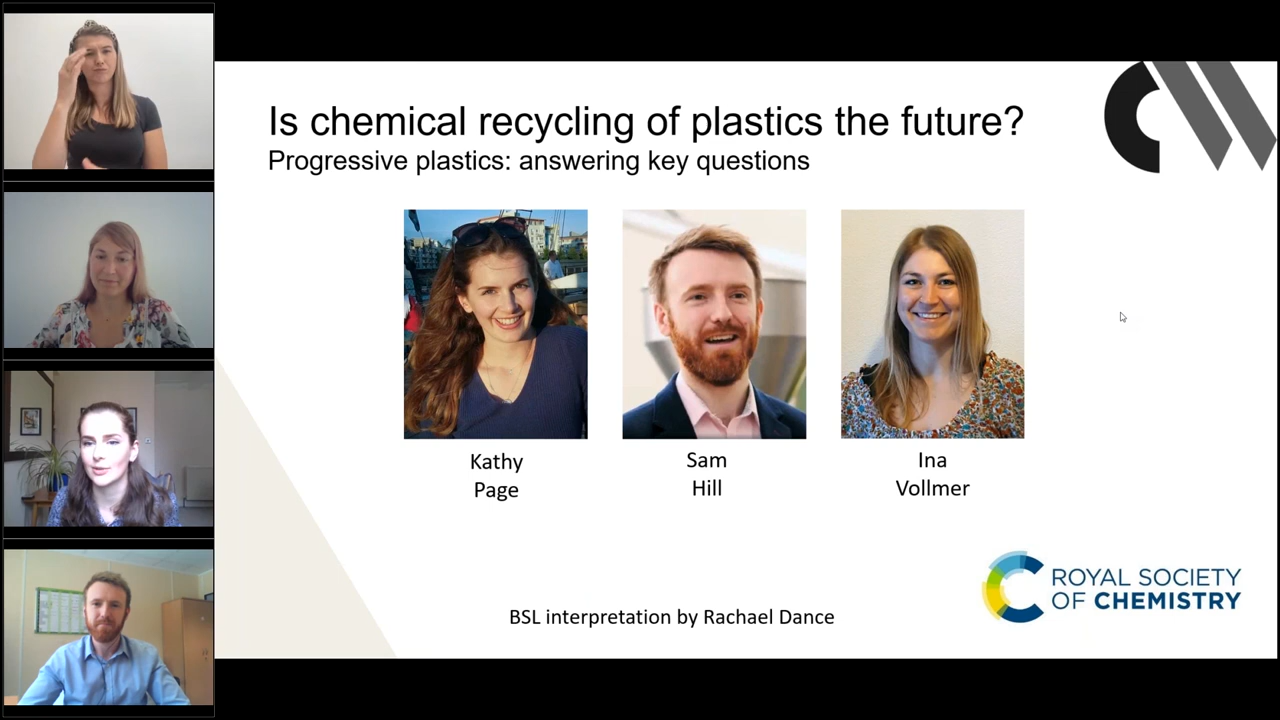 Is chemical recycling of plastics the future?
Progressive plastics: answering key questions
Kathy
Page
Sam
Hill
Ina
Vollmer
ROYAL SOCIETY
OF CHEMISTRY
BSL interpretation by Rachael Dance